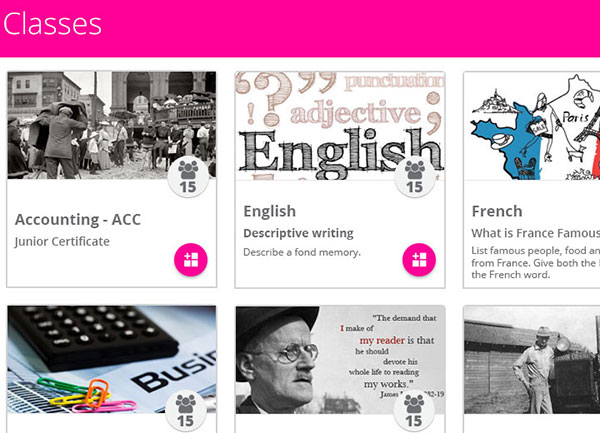 Classes
15
Accounting - ACC
Junior Certificate
punctuation
adjective
English
15
English
Descriptive writing
Describe a fond memory.
Paris
French
What is France Famous
List famous people, food an
from France. Give both the
the French word.
Busin
15
"The demand that
I make of
my reader is that
he should
devote his
whole life to reading
my works."
James
82-19
15